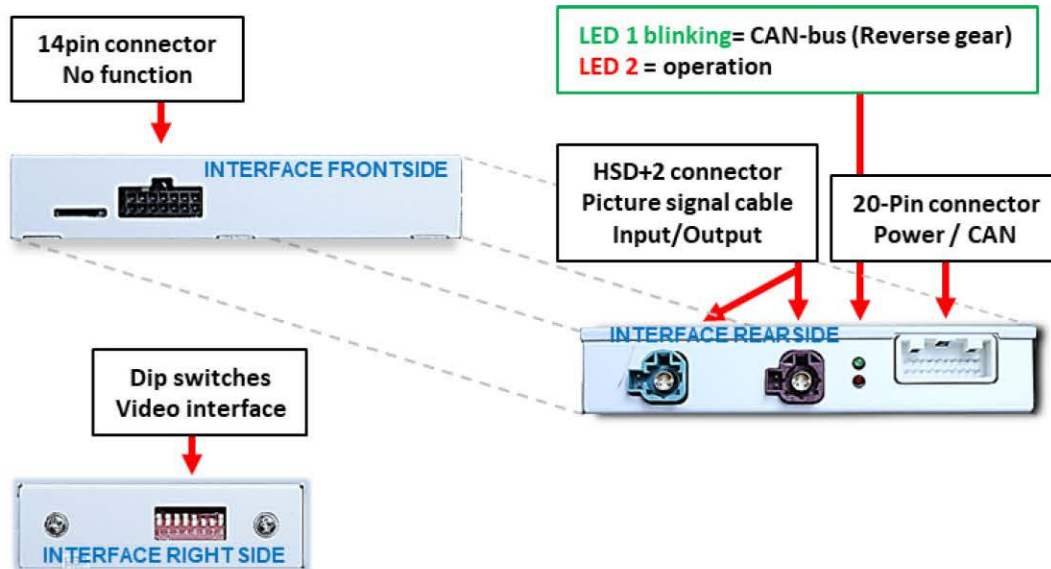 14pin connector
No function
LED 1 blinking= CAN-bus (Reverse gear)
LED 2 = operation
INTERFACE FRONTSIDE
HSD+2 connector
Picture signal cable
Input/Output
20-Pin connector
Power / CAN
INTERFACE REARSIDE
Dip switches
Video interface
INTERFACE RIGHT SIDE